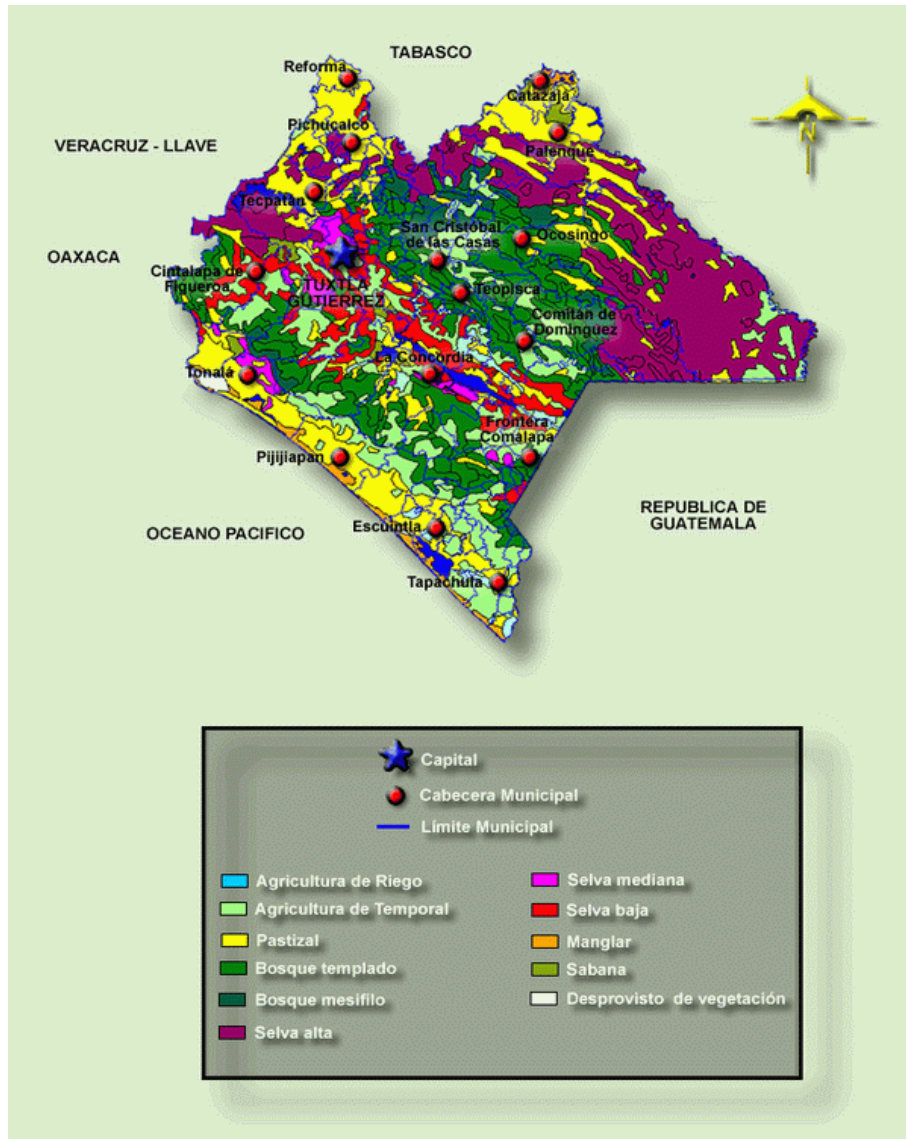 TABASCO
Reforma
Catazajá
Pichucalco
VERACRUZ - LLAVE
Palenque
Tecpatán
San Cristóbal
de las Casas
Ocosingo
OAXACA
Cintalapa de
Figueroa
TUXTLA
GUTIERREZ
Teopisca
Comitán de
Dominguez
La Concordia
Tonalá
Frontera
Comalapa
Pijijiapan
REPUBLICA DE
GUATEMALA
OCEANO PACIFICO
Escuintla
Tapachula
N
Capital
Cabecera Municipal
Límite Municipal
Agricultura de Riego
Agricultura de Temporal
Pastizal
Bosque templado
Bosque mesifilo
Selva alta
Selva mediana
Selva baja
Manglar
Sabana
Desprovisto de vegetación